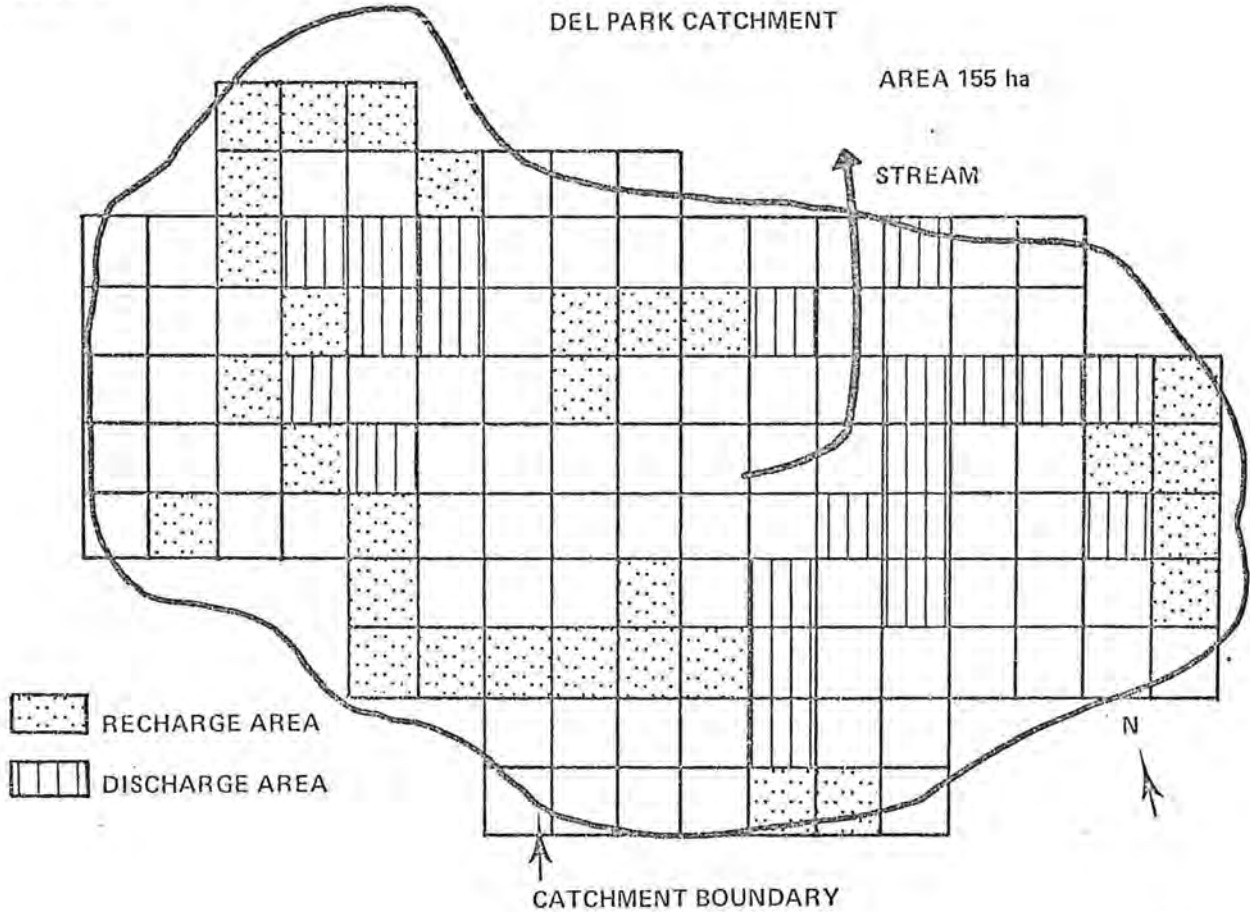 DEL PARK CATCHMENT
AREA 155 ha
STREAM
RECHARGE AREA
N
DISCHARGE AREA
CATCHMENT BOUNDARY